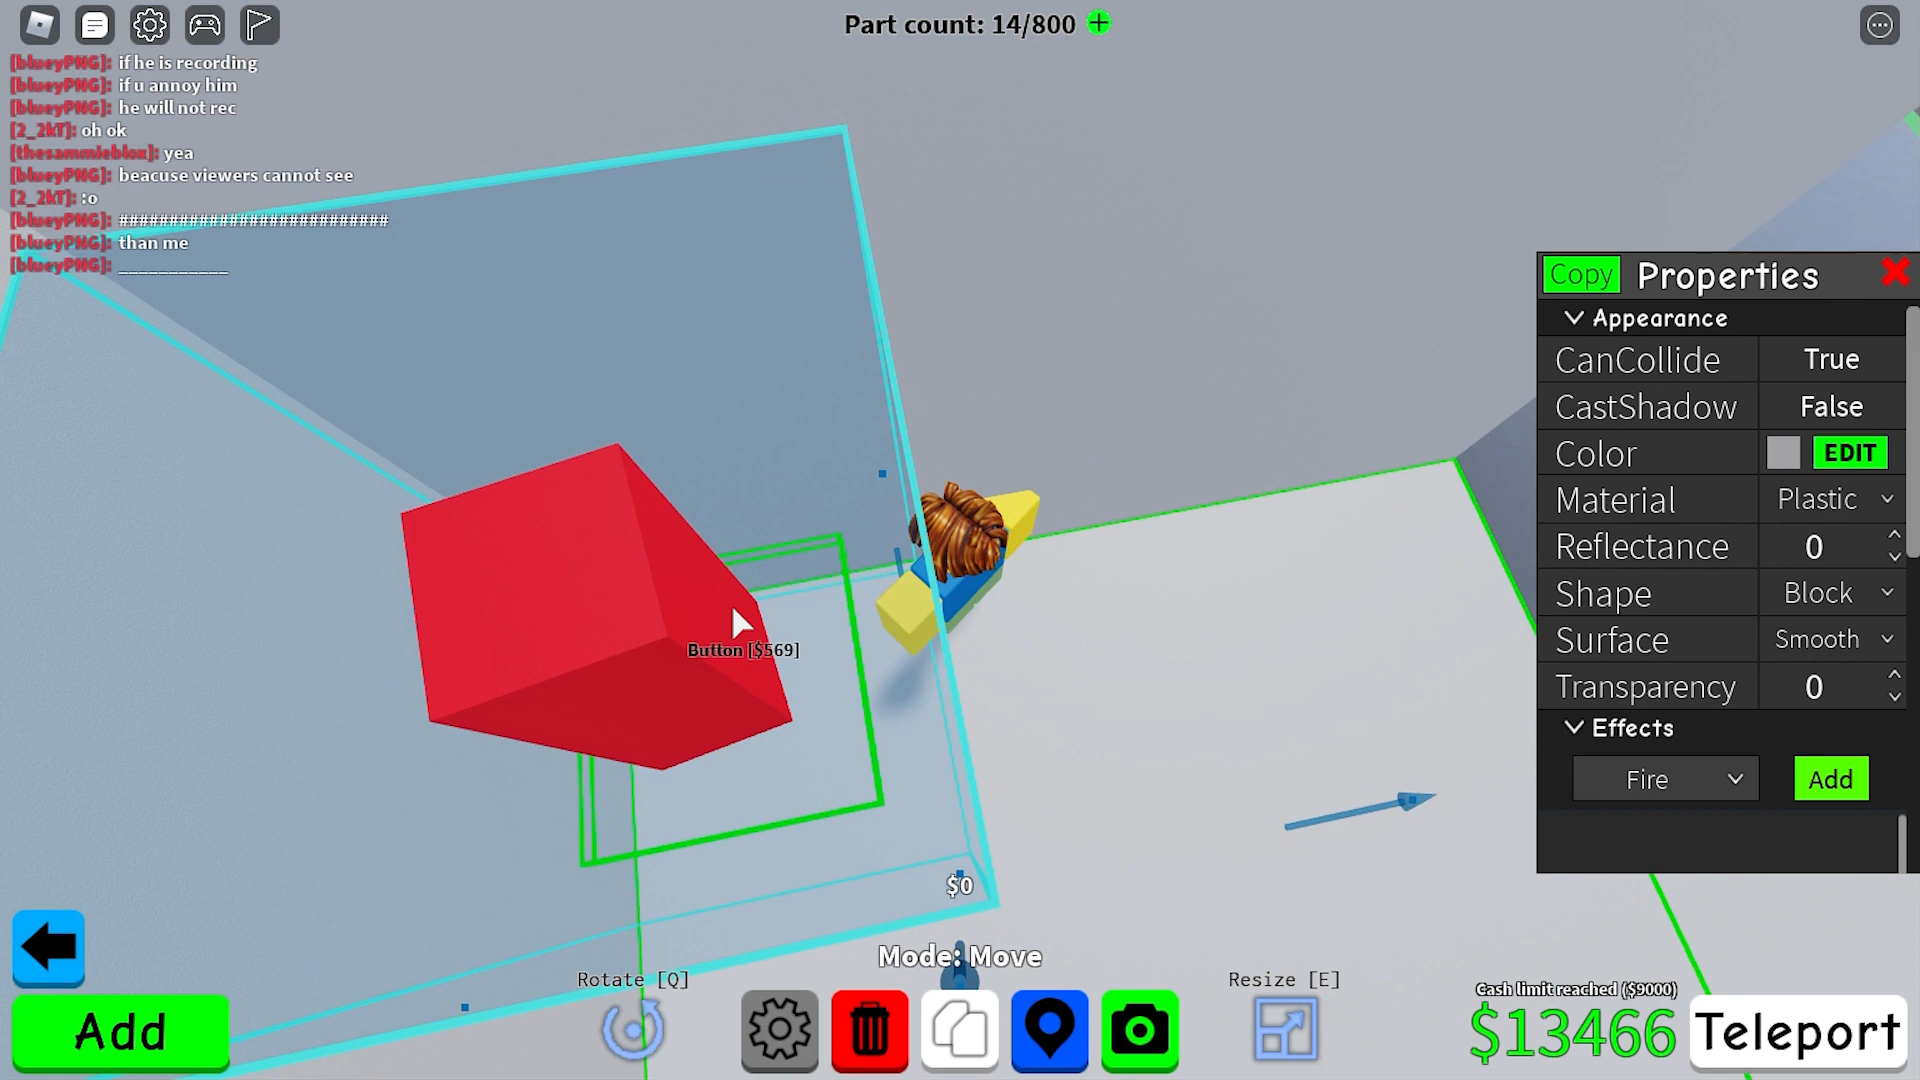 Part count: 14/800 +
[blueyPNG]: if he is recording
[blueyPNG]: if u annoy him
[blueyPNG]: he will not rec
[2_2kT]: oh ok
[thesammieblox]: yea
[blueyPNG]: beacuse viewers cannot see
[2_2kT]: :o
[blueyPNG]: ###########################
[blueyPNG]: than me
[blueyPNG]: ___________
Copy Properties
Appearance
CanCollide True
CastShadow False
Color EDIT
Material Plastic
Reflectance 0
Shape Block
Surface Smooth
Transparency 0
Effects
Fire Add
Button [$569]
$0
Mode: Move
Rotate [Q]
Resize [E]
Cash limit reached ($9000)
$13466
Add
Teleport